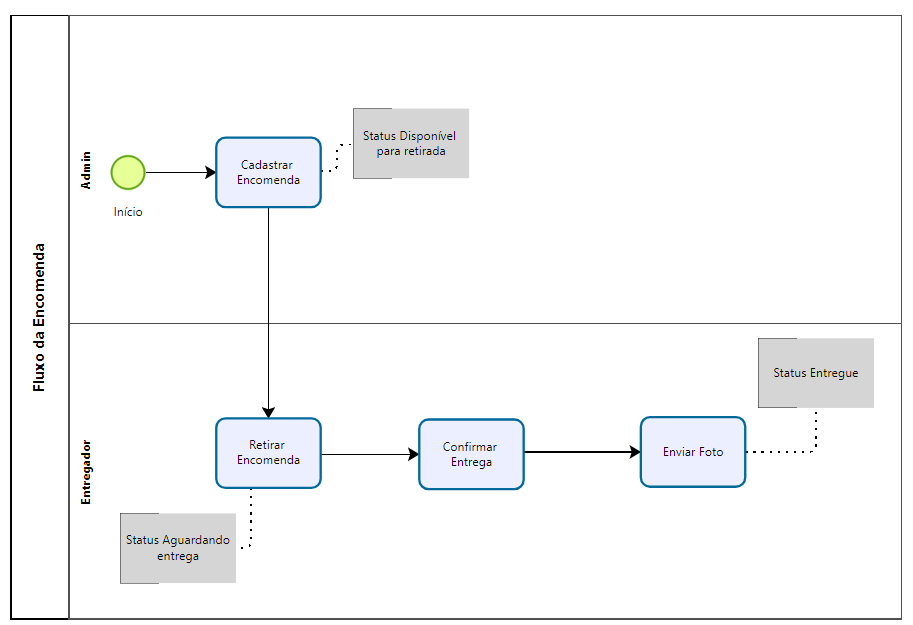 Fluxo da Encomenda
Admin
Início
Cadastrar
Encomenda
Status Disponível
para retirada
Entregador
Retirar
Encomenda
Status Aguardando
entrega
Confirmar
Entrega
Enviar Foto
Status Entregue